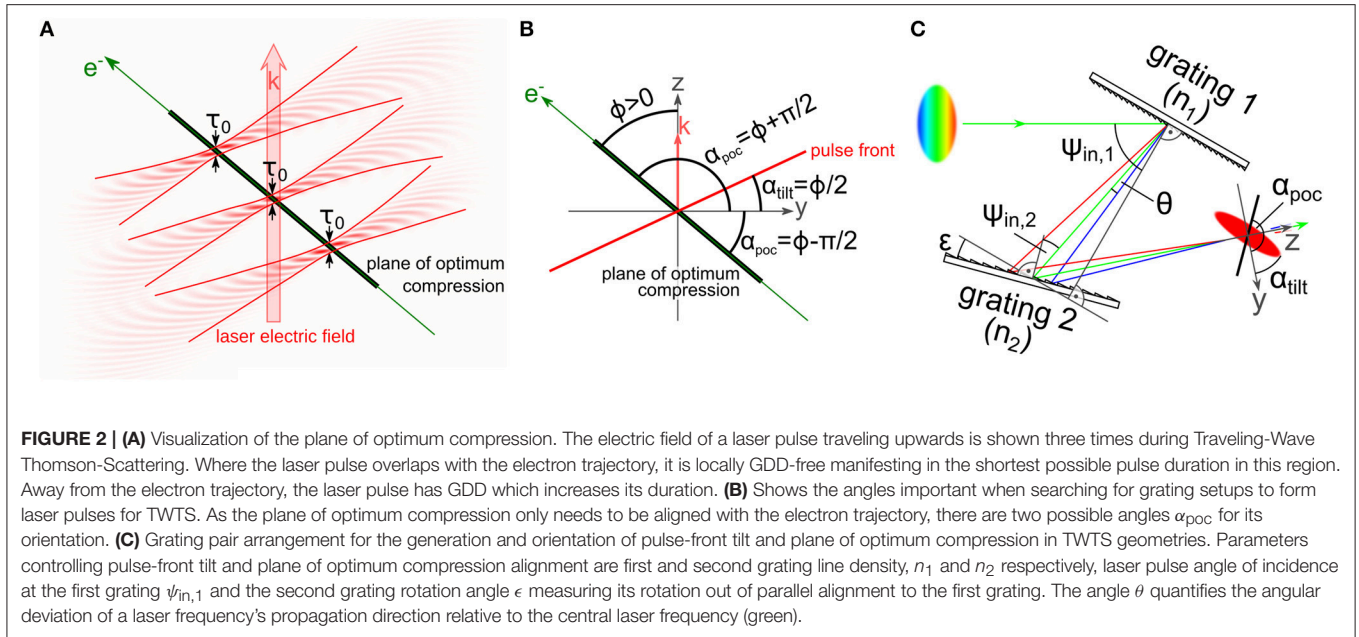 A
e-
k
τ0
τ0
τ0
plane of optimum
compression
laser electric field
B
e-
ϕ>0
z
k
αpoc=ϕ+π/2
pulse front
αtilt=ϕ/2
y
αpoc=ϕ-π/2
plane of optimum
compression
C
grating 1
(n1)
ψin,1
θ
ψin,2
ε
grating 2
(n2)
αpoc
z
αtilt
y
FIGURE 2 | (A) Visualization of the plane of optimum compression. The electric field of a laser pulse traveling upwards is shown three times during Traveling-Wave
Thomson-Scattering. Where the laser pulse overlaps with the electron trajectory, it is locally GDD-free manifesting in the shortest possible pulse duration in this region.
Away from the electron trajectory, the laser pulse has GDD which increases its duration. (B) Shows the angles important when searching for grating setups to form
laser pulses for TWTS. As the plane of optimum compression only needs to be aligned with the electron trajectory, there are two possible angles αpoc for its
orientation. (C) Grating pair arrangement for the generation and orientation of pulse-front tilt and plane of optimum compression in TWTS geometries. Parameters
controlling pulse-front tilt and plane of optimum compression alignment are first and second grating line density, n1 and n2 respectively, laser pulse angle of incidence
at the first grating ψin,1 and the second grating rotation angle ϵ measuring its rotation out of parallel alignment to the first grating. The angle θ quantifies the angular
deviation of a laser frequency's propagation direction relative to the central laser frequency (green).